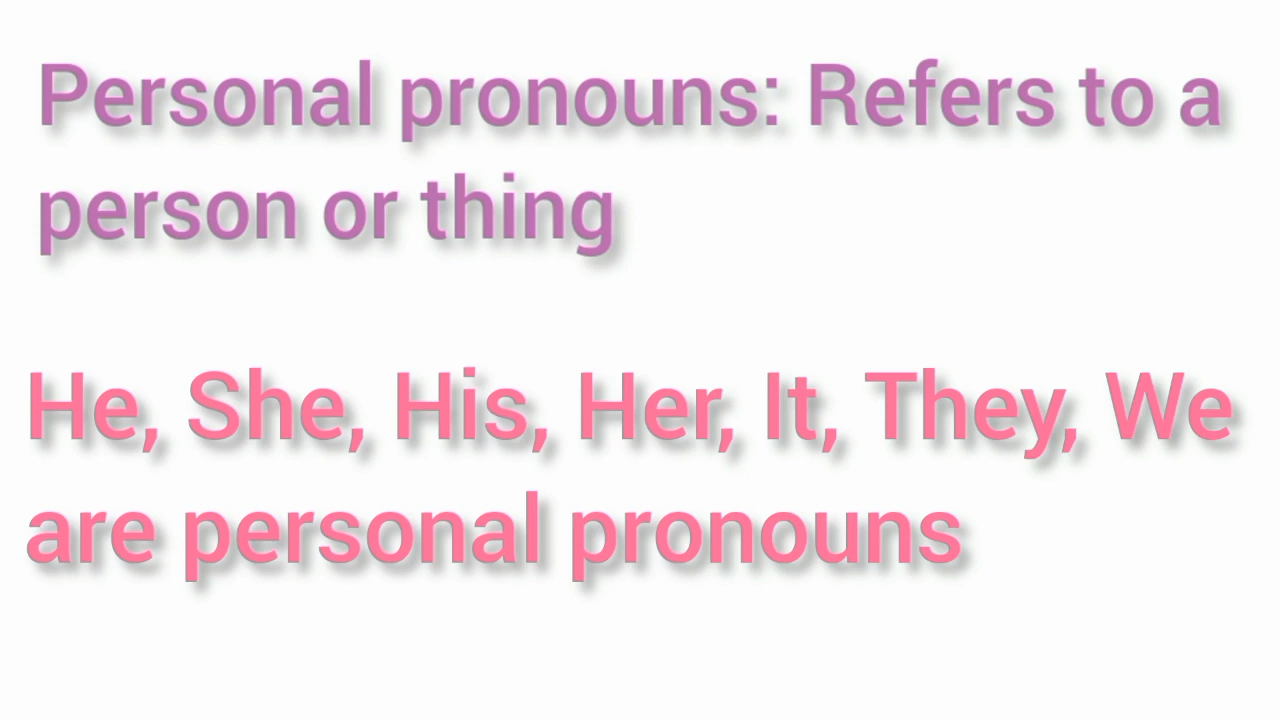 Personal pronouns: Refers to a
person or thing
He, She, His, Her, It, They, We
are personal pronouns